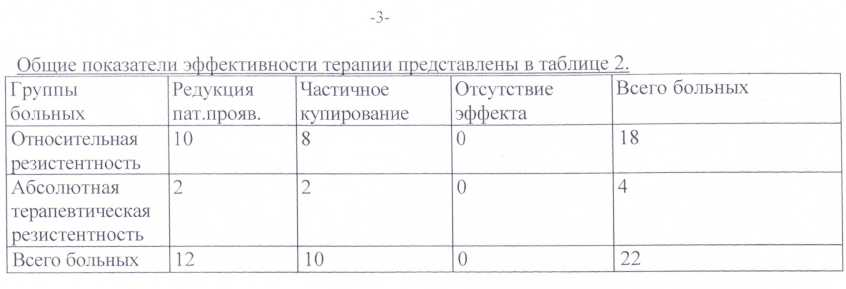 -3-
Общие показатели эффективности терапии представлены в таблице 2.
Группы больных | Редукция пат.прояв. | Частичное купирование | Отсутствие эффекта | Всего больных
Относительная резистентность | 10 | 8 | 0 | 18
Абсолютная терапевтическая резистентность | 2 | 2 | 0 | 4
Всего больных | 12 | 10 | 0 | 22